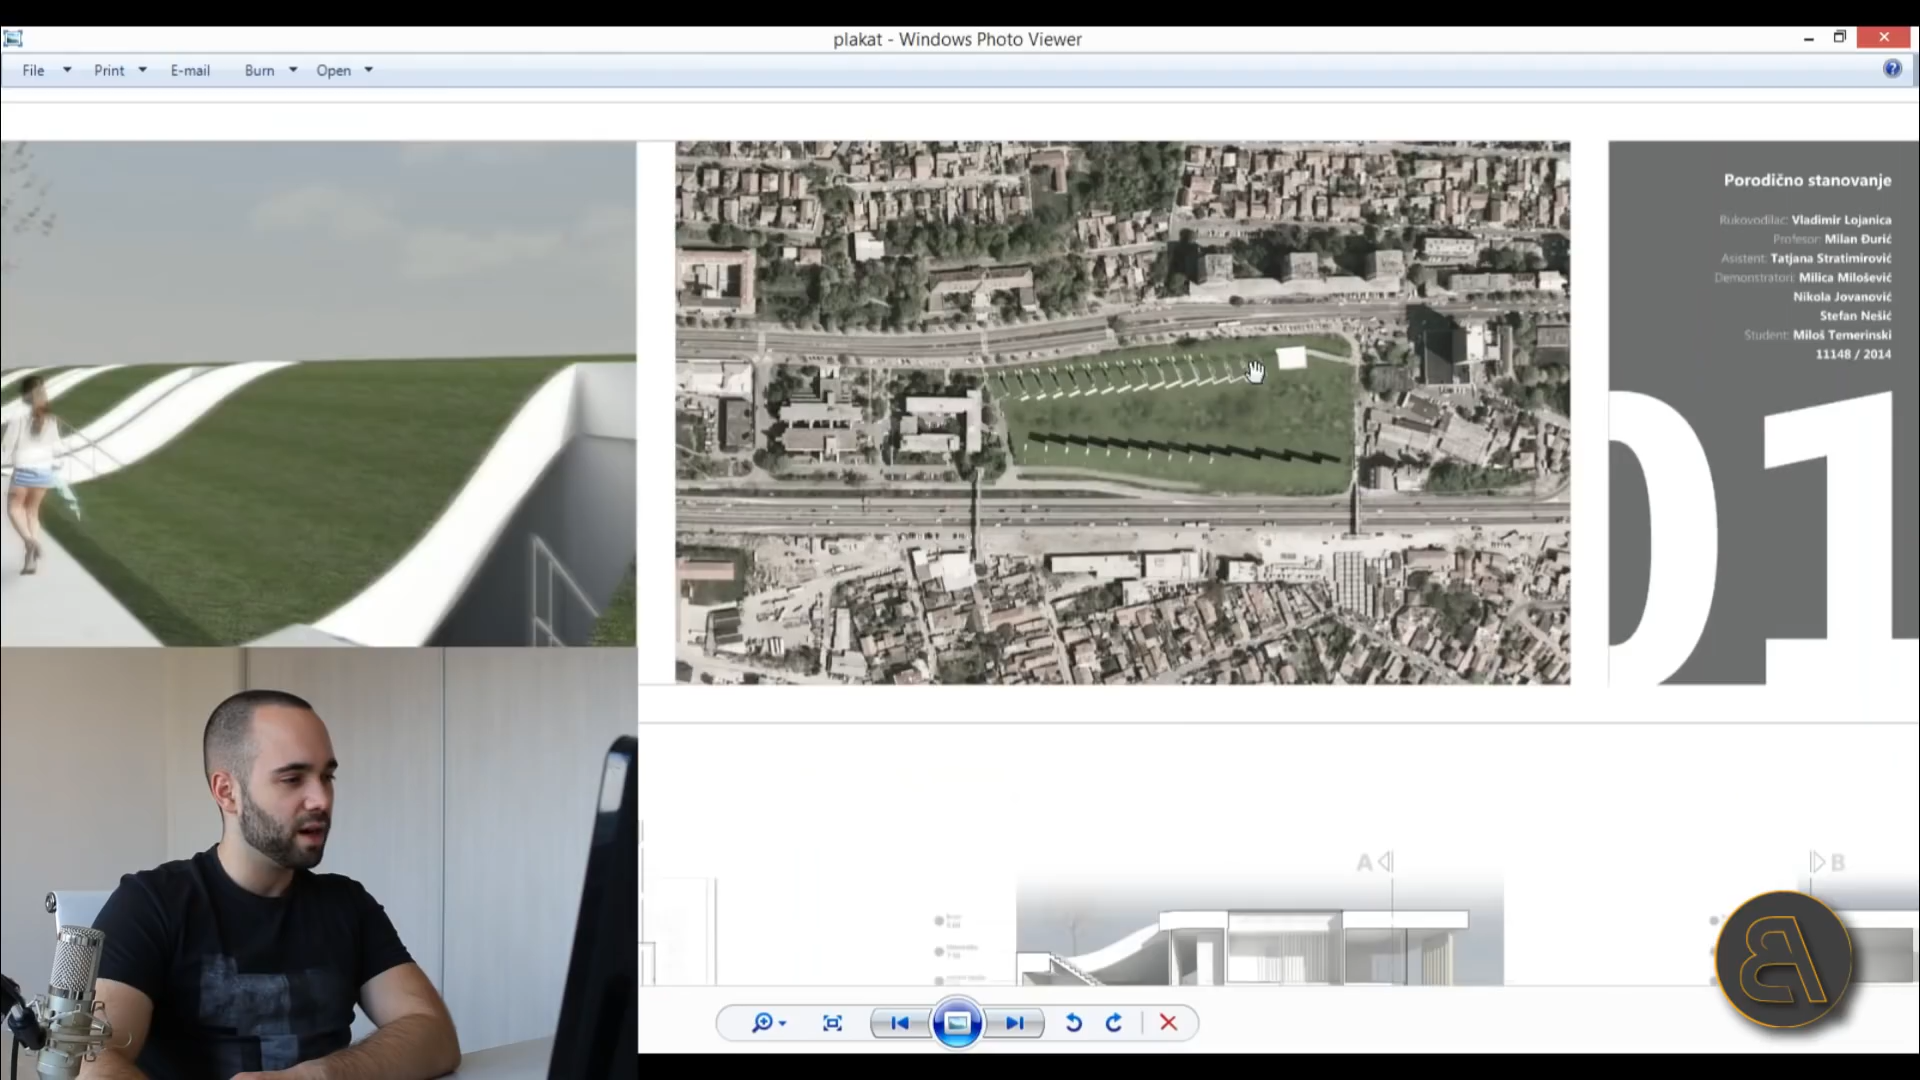 plakat - Windows Photo Viewer
File Print E-mail Burn Open
Porodično stanovanje
Rukovodilac: Vladimir Lojanica
Profesor: Milan Đurić
Asistent: Tatjana Stratimirović
Demonstratori: Milica Milošević
Nikola Jovanović
Stefan Nešić
Student: Miloš Temerinski
11148 / 2014
01
A
B